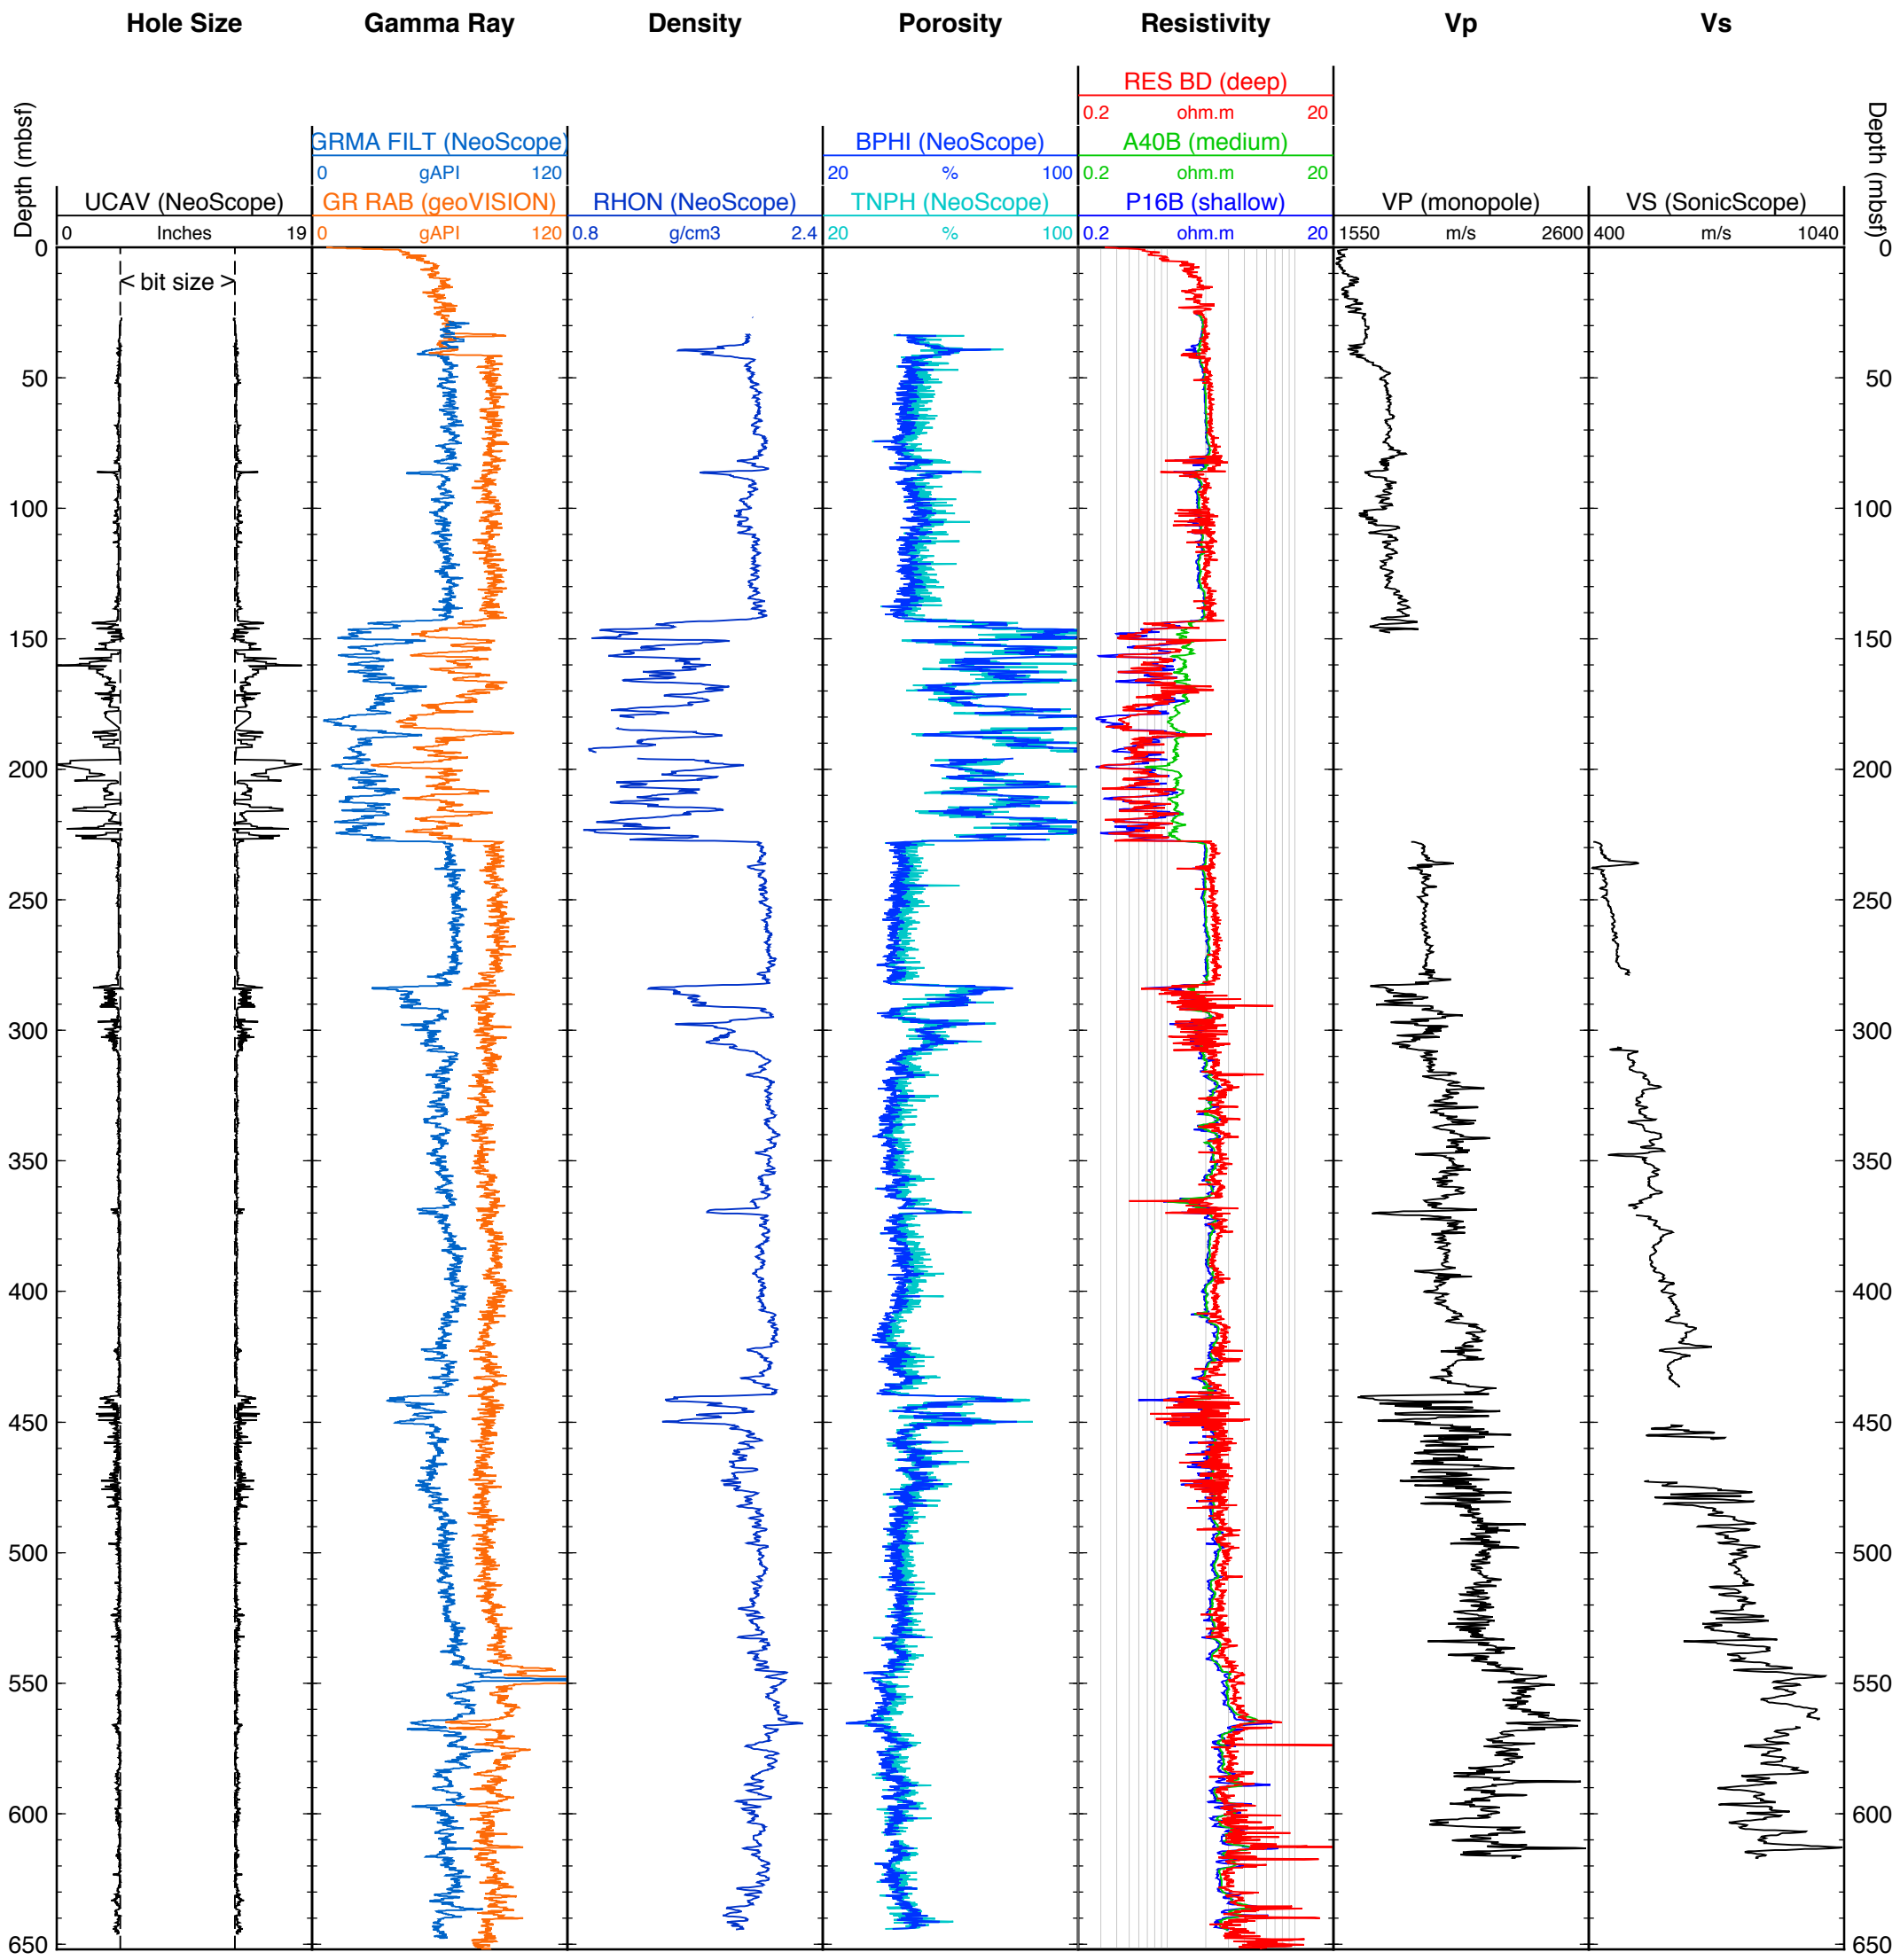 Hole Size Gamma Ray Density Porosity Resistivity Vp Vs
RES BD (deep)
0.2 ohm.m 20
GRMA FILT (NeoScope) BPHI (NeoScope) A40B (medium)
0 gAPI 120 20 % 100 0.2 ohm.m 20
Depth (mbsf) UCAV (NeoScope) GR RAB (geoVISION) RHON (NeoScope) TNPH (NeoScope) P16B (shallow) VP (monopole) VS (SonicScope) Depth (mbsf)
0 Inches 19 0 gAPI 120 0.8 g/cm3 2.4 20 % 100 0.2 ohm.m 20 1550 m/s 2600 400 m/s 1040
0 0
< bit size >
50 50
100 100
150 150
200 200
250 250
300 300
350 350
400 400
450 450
500 500
550 550
600 600
650 650